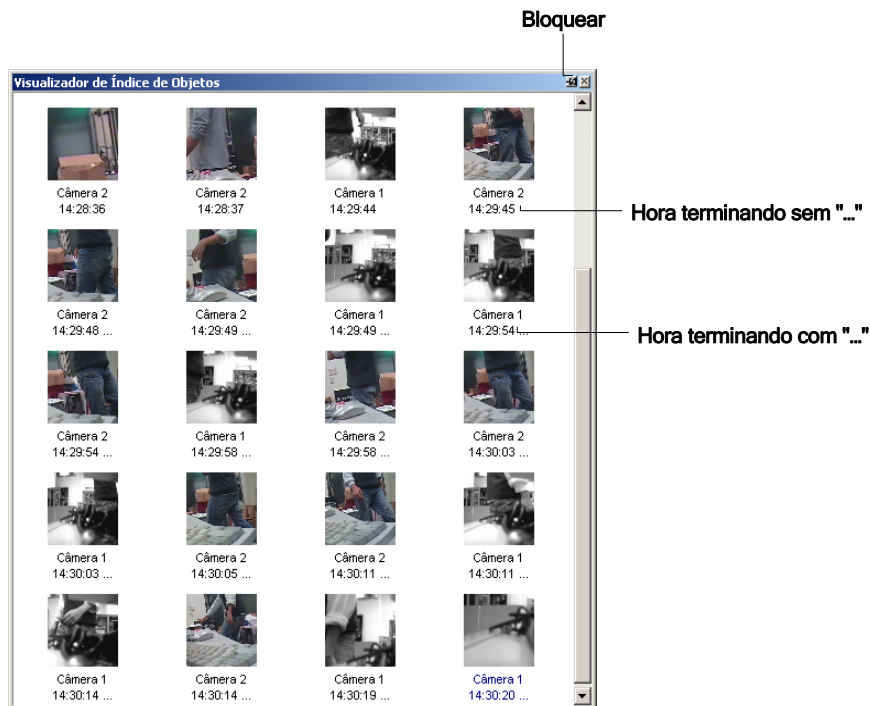 Bloquear
Visualizador de Índice de Objetos
Câmera 2 Câmera 2 Câmera 1 Câmera 2
14:28:36 14:28:37 14:29:44 14:29:45
Hora terminando sem "..."
Câmera 2 Câmera 2 Câmera 1 Câmera 1
14:29:48 ... 14:29:49 ... 14:29:49 ... 14:29:54 ...
Hora terminando com "..."
Câmera 2 Câmera 1 Câmera 2 Câmera 2
14:29:54 ... 14:29:58 ... 14:29:58 ... 14:30:03 ...
Câmera 1 Câmera 2 Câmera 2 Câmera 1
14:30:03 ... 14:30:05 ... 14:30:11 ... 14:30:11 ...
Câmera 1 Câmera 2 Câmera 1 Câmera 1
14:30:14 ... 14:30:14 ... 14:30:19 ... 14:30:20 ...